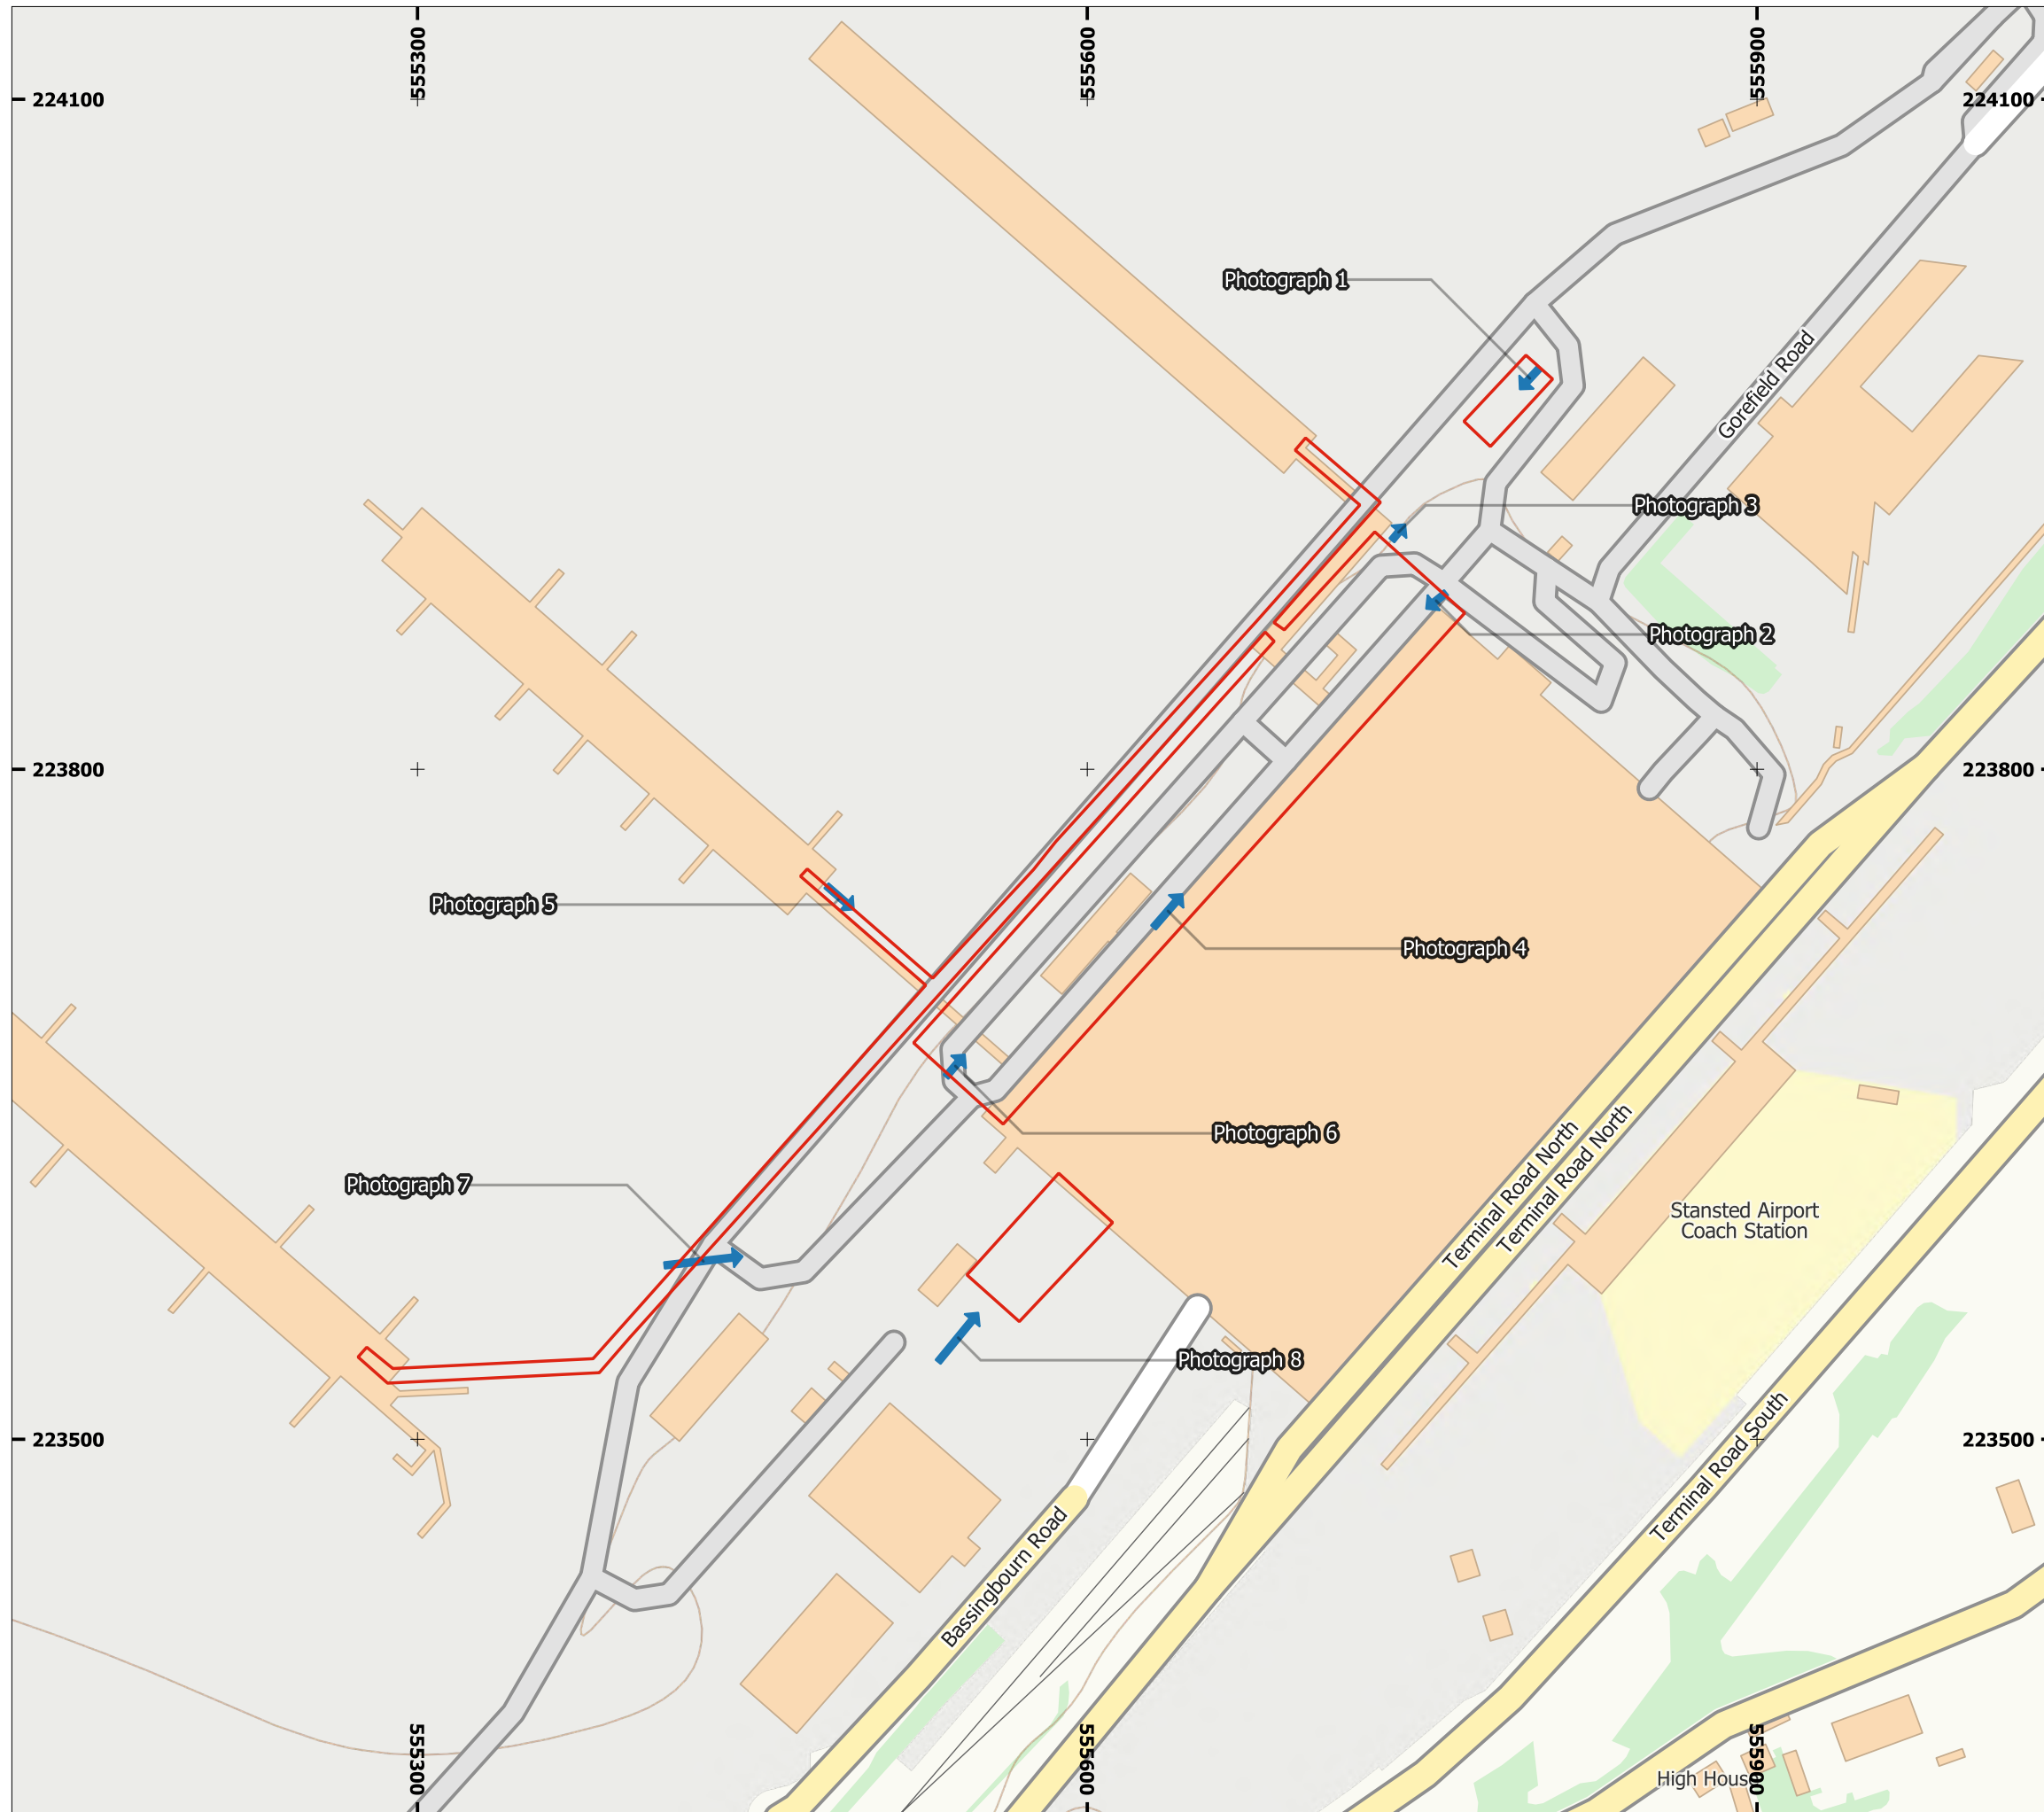 555300
555600
555900
224100
224100
Photograph 1
Gorefield Road
Photograph 3
Photograph 2
223800
223800
Photograph 5
Photograph 4
Photograph 6
Photograph 7
Terminal Road North
Terminal Road North
Stansted Airport
Coach Station
Photograph 8
223500
223500
Terminal Road South
Bassingbourn Road
High House
555300
555600
555900